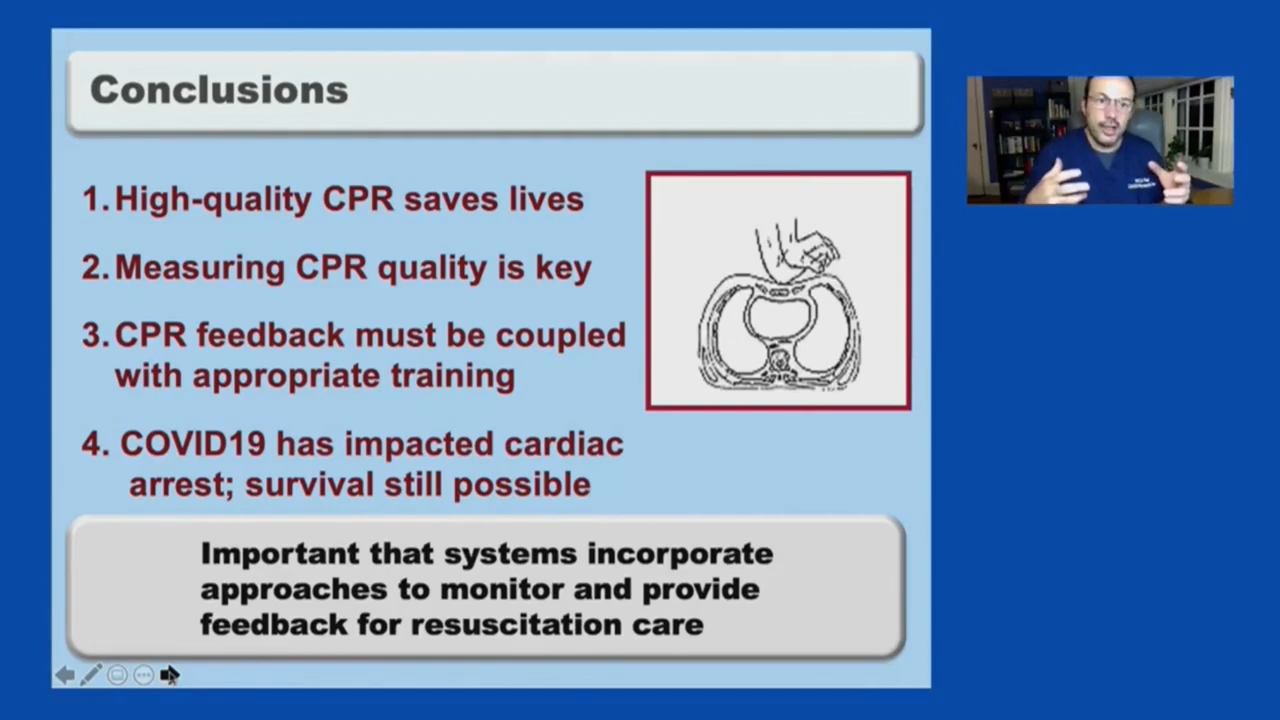 Conclusions
1. High-quality CPR saves lives
2. Measuring CPR quality is key
3. CPR feedback must be coupled
with appropriate training
4. COVID19 has impacted cardiac
arrest; survival still possible
Important that systems incorporate
approaches to monitor and provide
feedback for resuscitation care